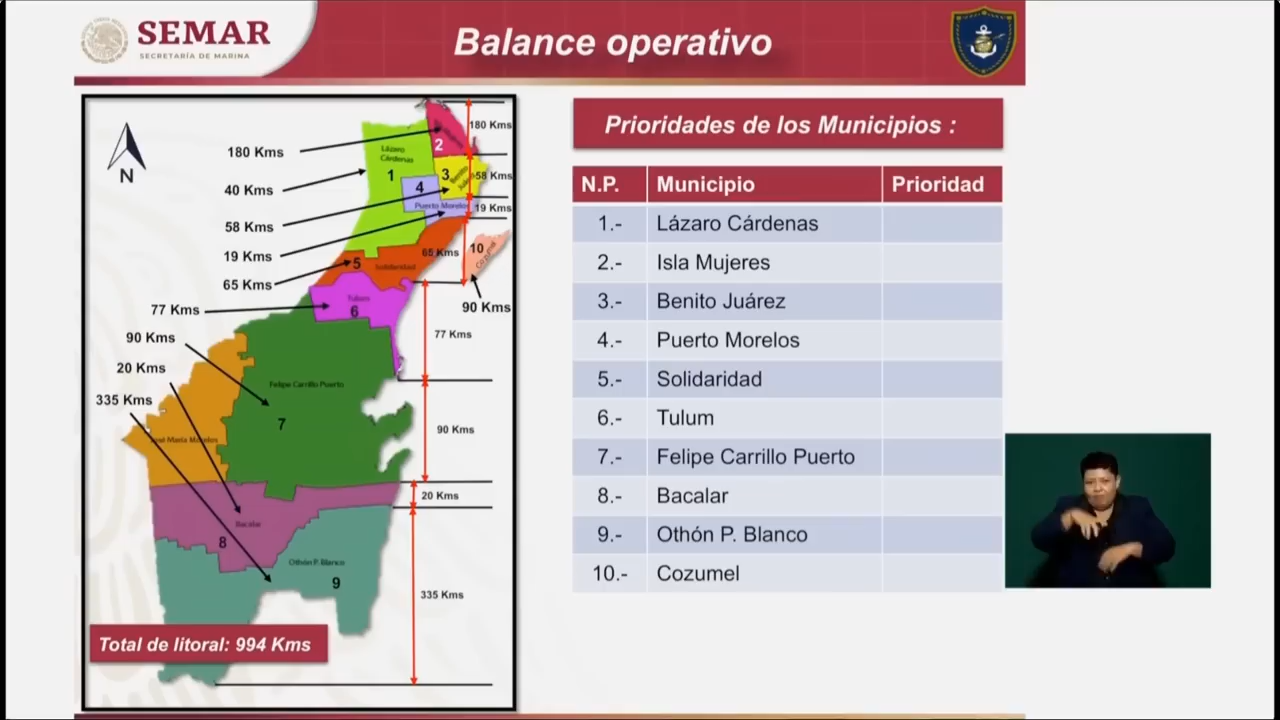 SEMAR
SECRETARÍA DE MARINA
Balance operativo
N
180 Kms
40 Kms
58 Kms
19 Kms
65 Kms
77 Kms
90 Kms
20 Kms
335 Kms
Lázaro
Cárdenas
1
2
3
Benito
4
Puerto Morelos
5
Solidaridad
65 Kms
Tulum
6
Felipe Carrillo Puerto
7
José María Morelos
Bacalar
8
Othón P. Blanco
9
10
Cozumel
90 Kms
180 Kms
58 Kms
19 Kms
77 Kms
90 Kms
20 Kms
335 Kms
Total de litoral: 994 Kms
Prioridades de los Municipios :
N.P. Municipio Prioridad
1.- Lázaro Cárdenas
2.- Isla Mujeres
3.- Benito Juárez
4.- Puerto Morelos
5.- Solidaridad
6.- Tulum
7.- Felipe Carrillo Puerto
8.- Bacalar
9.- Othón P. Blanco
10.- Cozumel